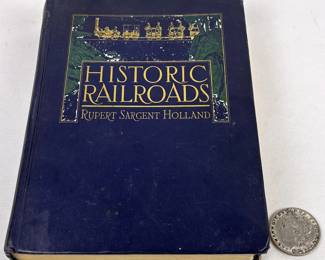 HISTORIC
RAILROADS
RUPERT SARGENT HOLLAND